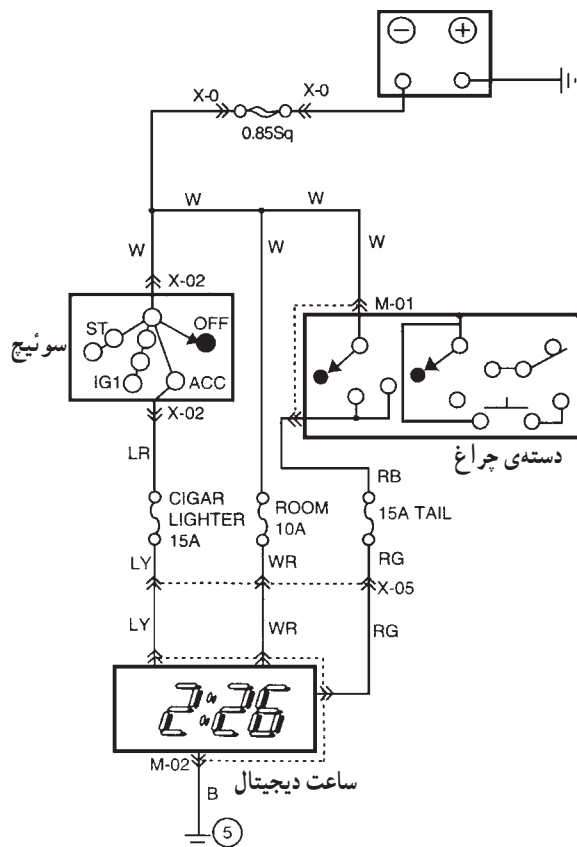 − +
X-0 X-0
0.85Sq
W W
W W W
X-02 M-01
ST OFF
سوئیچ
IG1 ACC
X-02
دسته‌ی چراغ
LR RB
CIGAR LIGHTER 15A
ROOM 10A
15A TAIL
LY WR RG
X-05
LY WR RG
2:26
M-02
ساعت دیجیتال
B
5